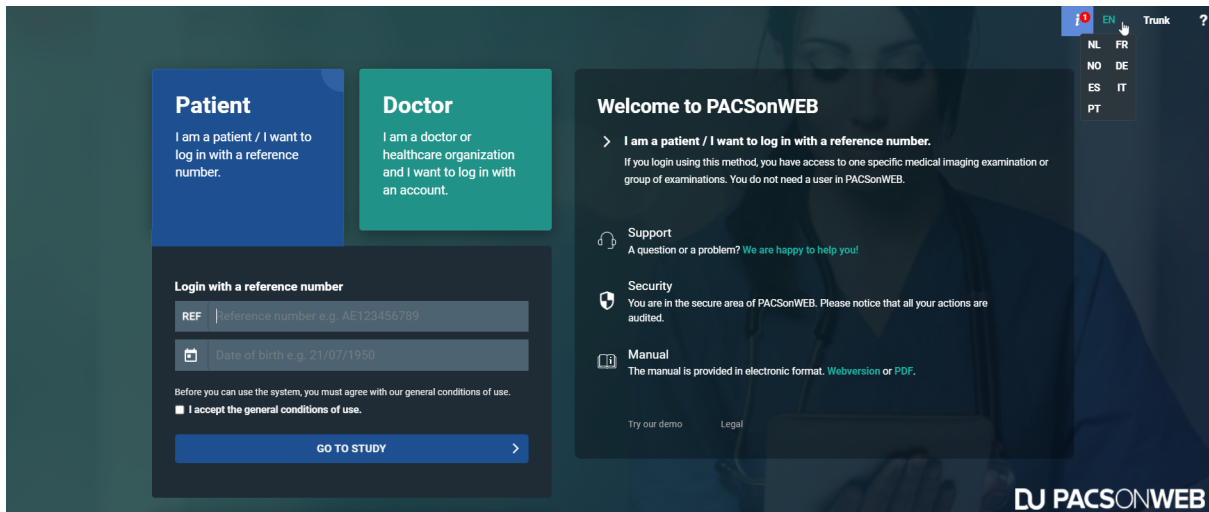 1 EN Trunk ?
NL FR
NO DE
ES IT
PT
Patient
I am a patient / I want to
log in with a reference
number.
Doctor
I am a doctor or
healthcare organization
and I want to log in with
an account.
Login with a reference number
REF Reference number e.g. AE123456789
Date of birth e.g. 21/07/1950
Before you can use the system, you must agree with our general conditions of use.
I accept the general conditions of use.
GO TO STUDY
Welcome to PACSonWEB
I am a patient / I want to log in with a reference number.
If you login using this method, you have access to one specific medical imaging examination or
group of examinations. You do not need a user in PACSonWEB.
Support
A question or a problem? We are happy to help you!
Security
You are in the secure area of PACSonWEB. Please notice that all your actions are
audited.
Manual
The manual is provided in electronic format. Webversion or PDF.
Try our demo Legal
PACSONWEB